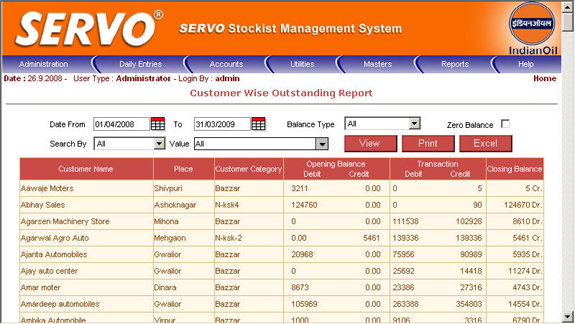 SERVO® SERVO Stockist Management System
इंडियनऑयल
IndianOil
Administration Daily Entries Accounts Utilities Masters Reports Help
Date : 26.9.2008 - User Type : Administrator - Login By : admin Home
Customer Wise Outstanding Report
Date From 01/04/2008 To 31/03/2009 Balance Type All Zero Balance
Search By All Value All View Print Excel
Customer Name Place Customer Category Opening Balance Transaction Closing Balance
Debit Credit Debit Credit
Aawaje Moters Shivpuri Bazzar 3211 0.00 0 5 5 Cr.
Abhay Sales Ashoknagar N-ksk4 124760 0.00 0 90 124670 Dr.
Agarsen Machinery Store Mihona Bazzar 0 0.00 111538 102928 8610 Dr.
Agarwal Agro Auto Mehgaon N-ksk-2 0.00 5461 139336 139336 5461 Cr.
Ajanta Automobiles Gwalior Bazzar 20968 0.00 75956 90989 5935 Dr.
Ajay auto center Gwalior Bazzar 0 0.00 25692 14418 11274 Dr.
Amar moter Dinara Bazzar 8673 0.00 23386 27316 4743 Dr.
Amardeep automobiles Gwalior Bazzar 105969 0.00 263388 354803 14554 Dr.
Ambika Automobile Virpur Bazzar 1000 0.00 9106 3316 6790 Dr.